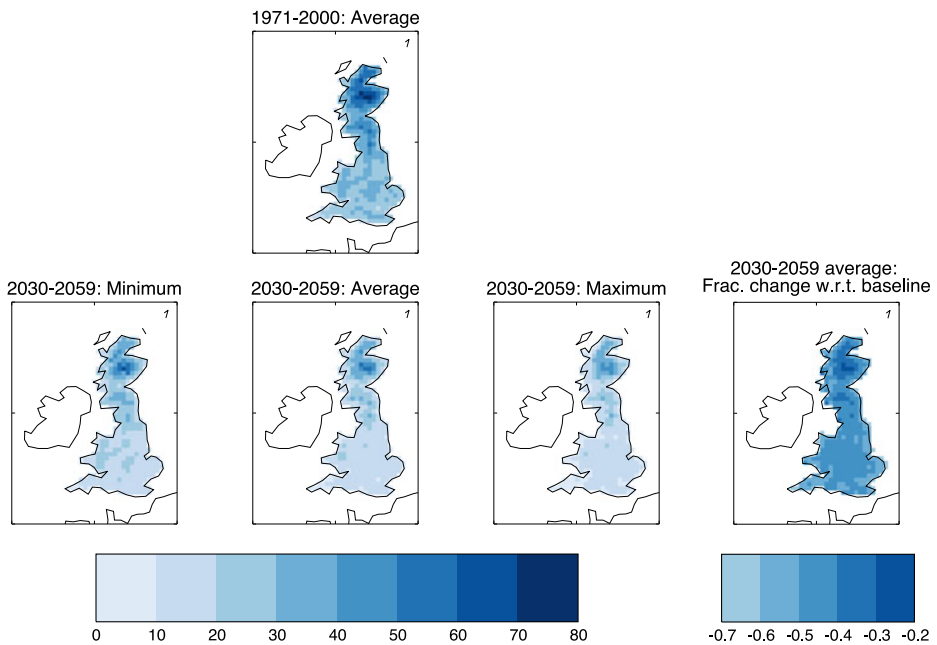 1971-2000: Average
1
2030-2059: Minimum
2030-2059: Average
2030-2059: Maximum
2030-2059 average:
Frac. change w.r.t. baseline
1
1
0 10 20 30 40 50 60 70 80
-0.7 -0.6 -0.5 -0.4 -0.3 -0.2